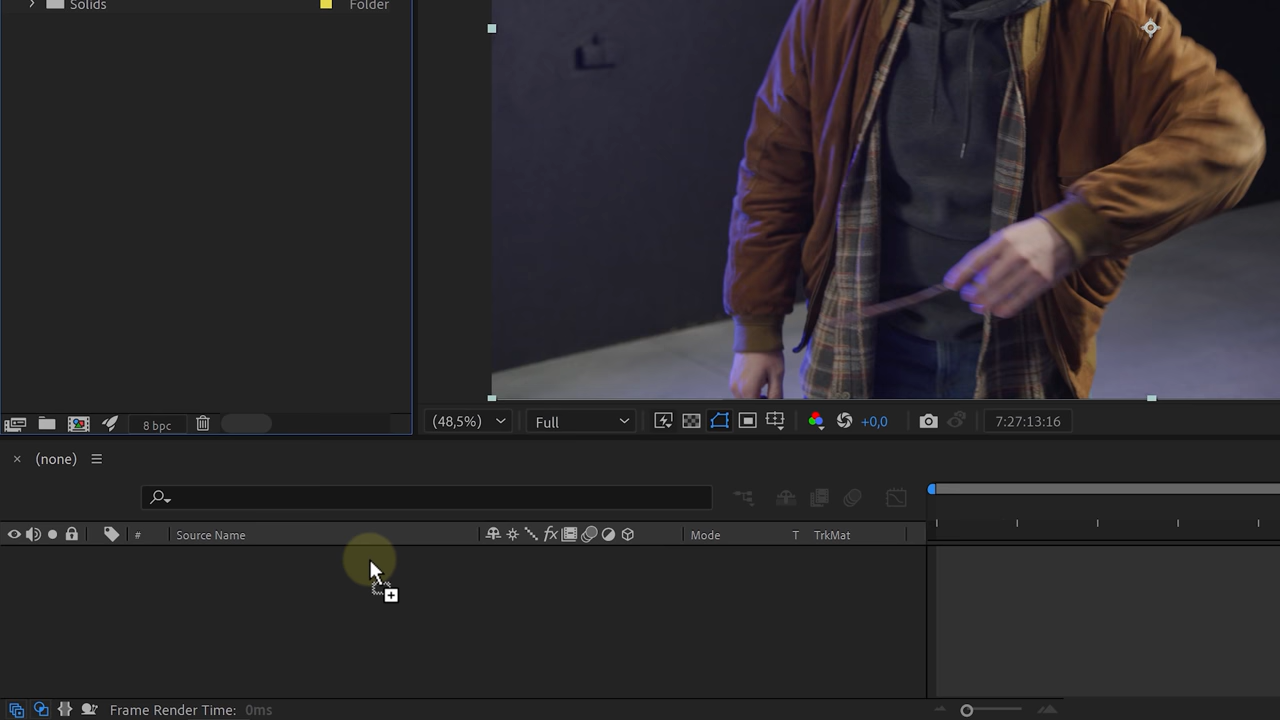 Solids Folder
(48,5%) Full +0,0 7:27:13:16
8 bpc
× (none)
# Source Name fx Mode T TrkMat
Frame Render Time: 0ms